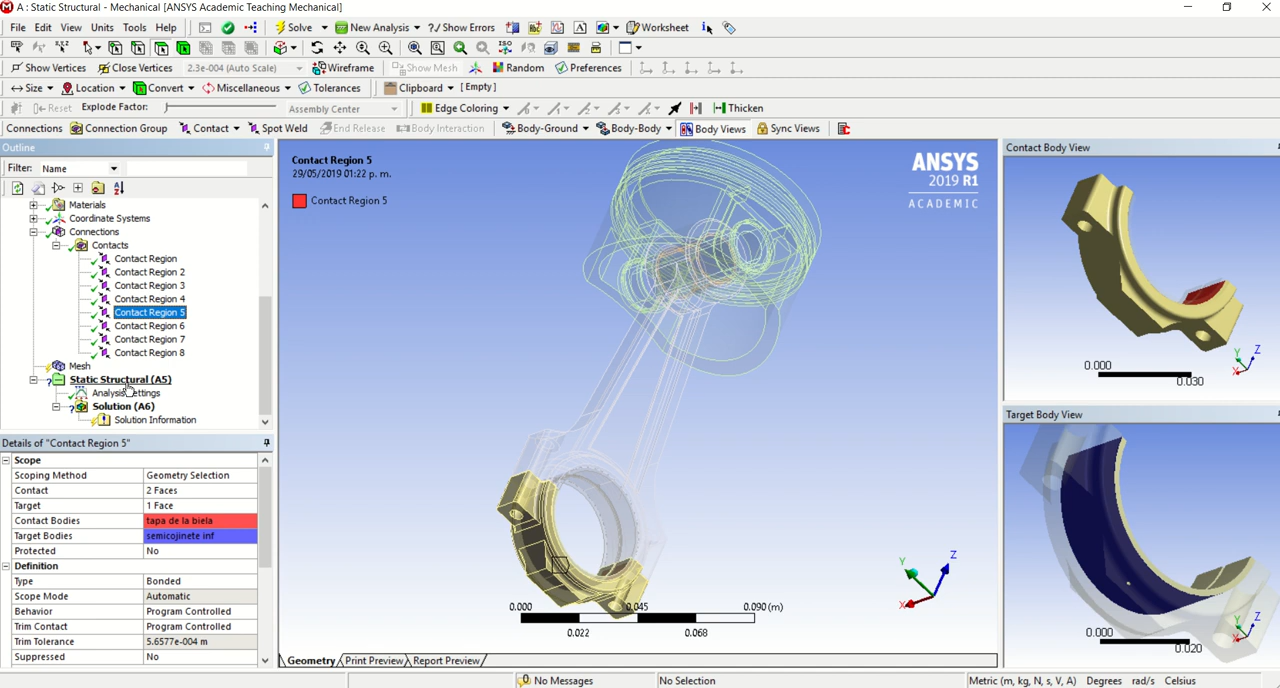 A : Static Structural - Mechanical [ANSYS Academic Teaching Mechanical]
File Edit View Units Tools Help Solve New Analysis ?/ Show Errors A Worksheet
ISO
Show Vertices Close Vertices 2.3e-004 (Auto Scale) Wireframe Show Mesh Random Preferences
Size Location Convert Miscellaneous Tolerances Clipboard [ Empty ]
Reset Explode Factor: Assembly Center Edge Coloring Thicken
Connections Connection Group Contact Spot Weld End Release Body Interaction Body-Ground Body-Body Body Views Sync Views
Outline
Filter: Name
Materials
Coordinate Systems
Connections
Contacts
Contact Region
Contact Region 2
Contact Region 3
Contact Region 4
Contact Region 5
Contact Region 6
Contact Region 7
Contact Region 8
Mesh
Static Structural (A5)
Analysis Settings
Solution (A6)
Solution Information
Details of "Contact Region 5"
Scope
Scoping Method Geometry Selection
Contact 2 Faces
Target 1 Face
Contact Bodies tapa de la biela
Target Bodies semicojinete inf
Protected No
Definition
Type Bonded
Scope Mode Automatic
Behavior Program Controlled
Trim Contact Program Controlled
Trim Tolerance 5.6577e-004 m
Suppressed No
Contact Region 5
29/05/2019 01:22 p. m.
Contact Region 5
ANSYS
2019 R1
ACADEMIC
0.000 0.045 0.090 (m)
0.022 0.068
Y Z X
Geometry Print Preview Report Preview
Contact Body View
0.000
0.030
Y Z X
Target Body View
0.000
0.020
Y Z X
No Messages No Selection Metric (m, kg, N, s, V, A) Degrees rad/s Celsius